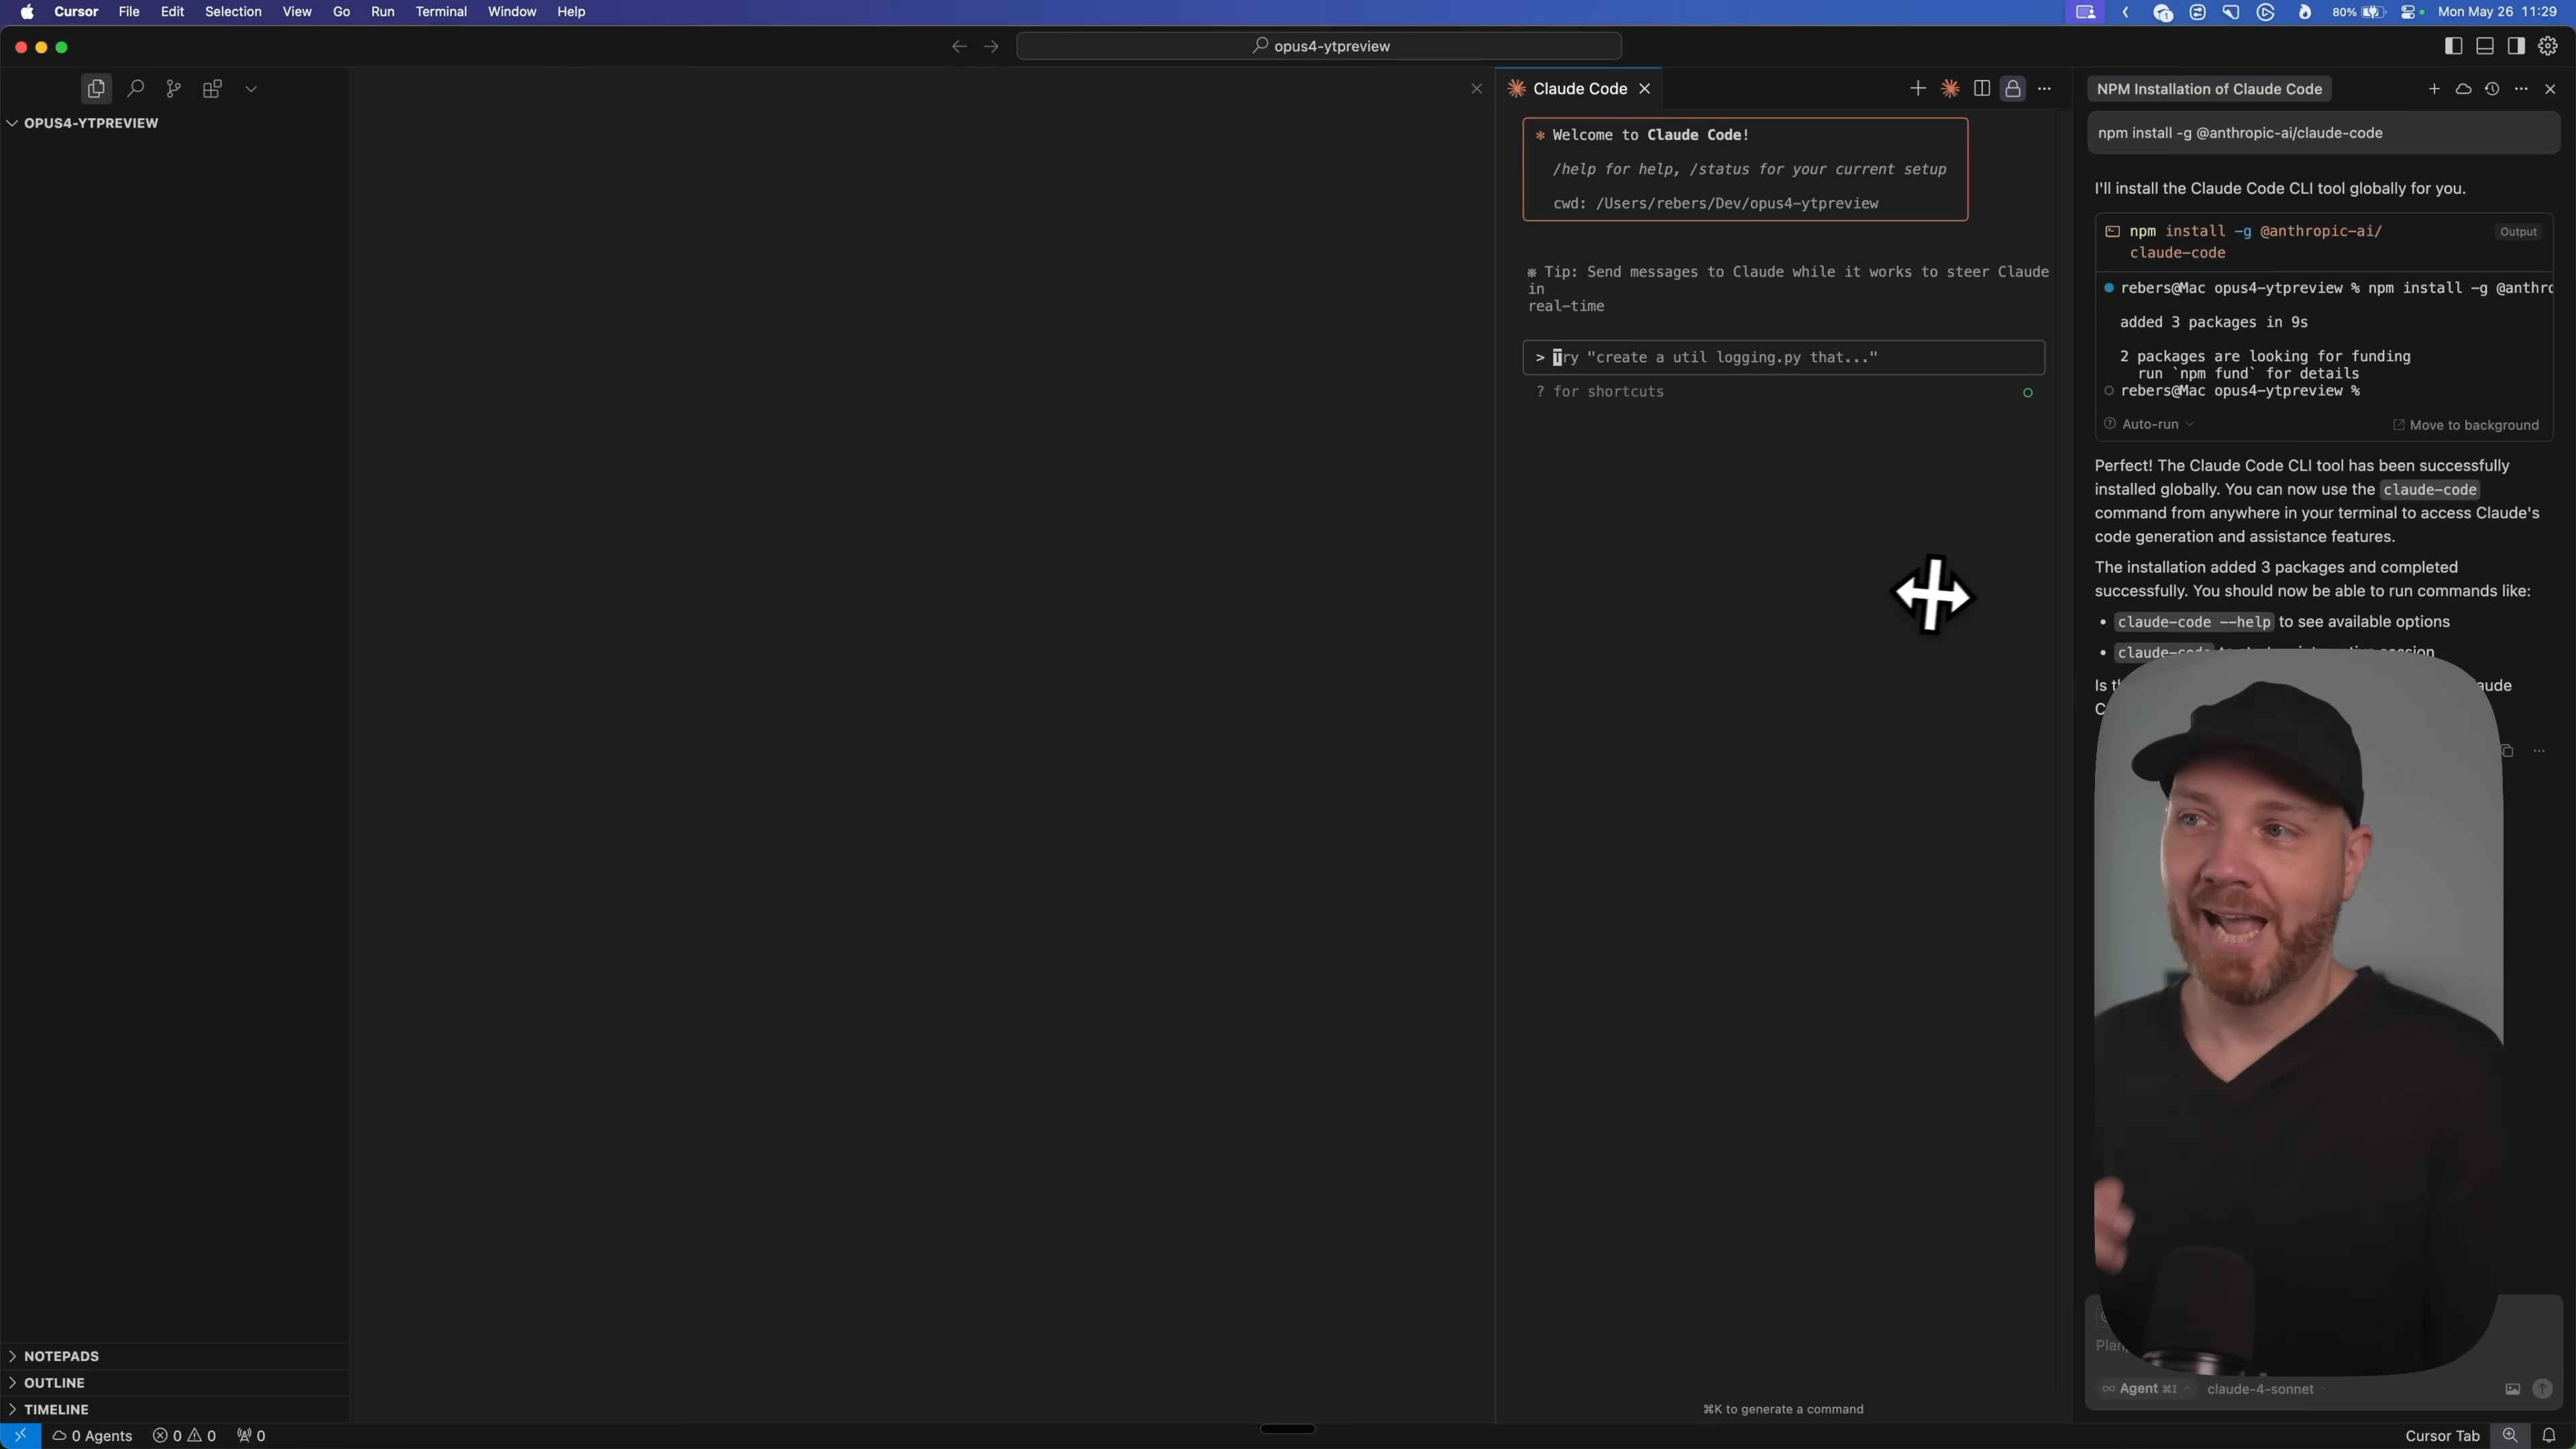 Cursor File Edit Selection View Go Run Terminal Window Help
80% Mon May 26 11:29
opus4-ytpreview
OPUS4-YTPREVIEW
NOTEPADS
OUTLINE
TIMELINE
Claude Code
* Welcome to Claude Code!
/help for help, /status for your current setup
cwd: /Users/rebers/Dev/opus4-ytpreview
※ Tip: Send messages to Claude while it works to steer Claude
in
real-time
> Try "create a util logging.py that..."
? for shortcuts
⌘K to generate a command
NPM Installation of Claude Code
npm install -g @anthropic-ai/claude-code
I'll install the Claude Code CLI tool globally for you.
npm install -g @anthropic-ai/
claude-code
Output
rebers@Mac opus4-ytpreview % npm install -g @anthro
added 3 packages in 9s
2 packages are looking for funding
run `npm fund` for details
rebers@Mac opus4-ytpreview %
Auto-run
Move to background
Perfect! The Claude Code CLI tool has been successfully
installed globally. You can now use the claude-code
command from anywhere in your terminal to access Claude's
code generation and assistance features.
The installation added 3 packages and completed
successfully. You should now be able to run commands like:
• claude-code --help to see available options
Agent ⌘I claude-4-sonnet
0 Agents 0 0 0
Cursor Tab